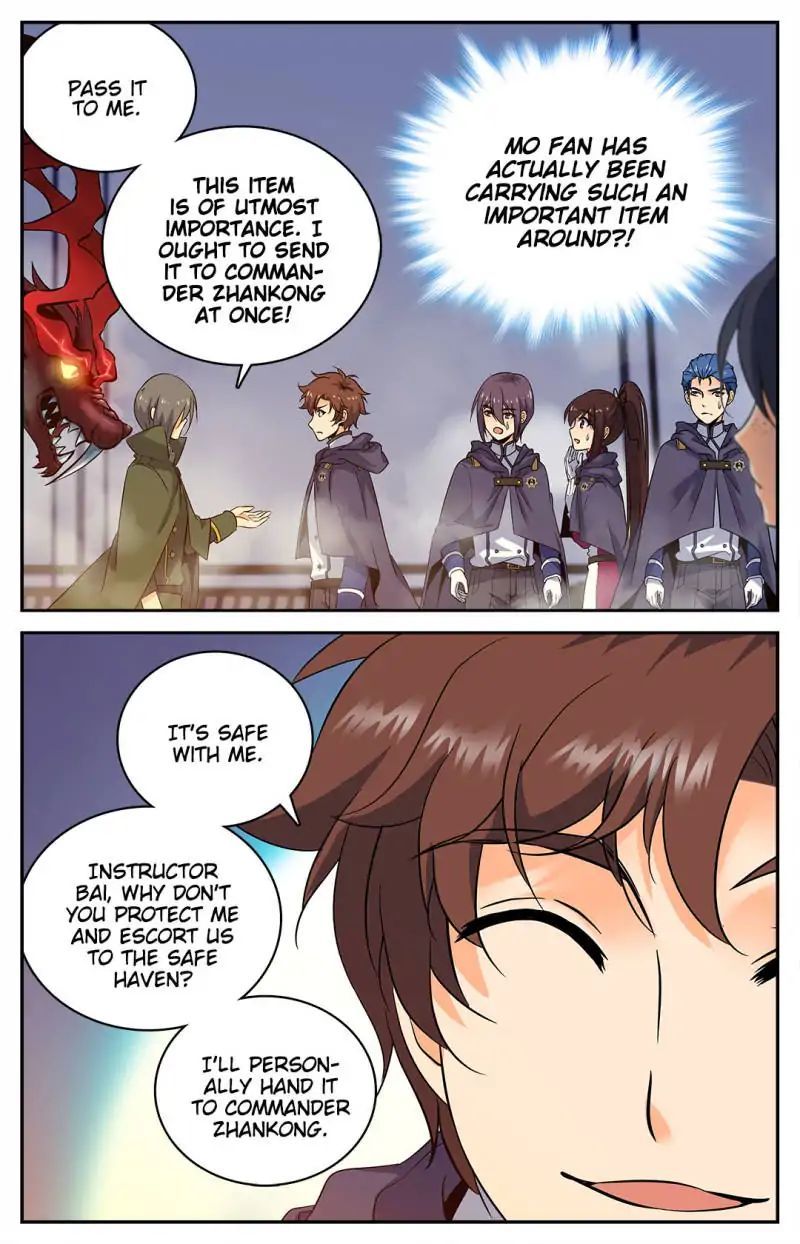 PASS IT
TO ME.
THIS ITEM
IS OF UTMOST
IMPORTANCE. I
OUGHT TO SEND
IT TO COMMAN-
DER ZHANKONG
AT ONCE!
MO FAN HAS
ACTUALLY BEEN
CARRYING SUCH AN
IMPORTANT ITEM
AROUND?!
IT'S SAFE
WITH ME.
INSTRUCTOR
BAI, WHY DON'T
YOU PROTECT ME
AND ESCORT US
TO THE SAFE
HAVEN?
I'LL PERSON-
ALLY HAND IT
TO COMMANDER
ZHANKONG.